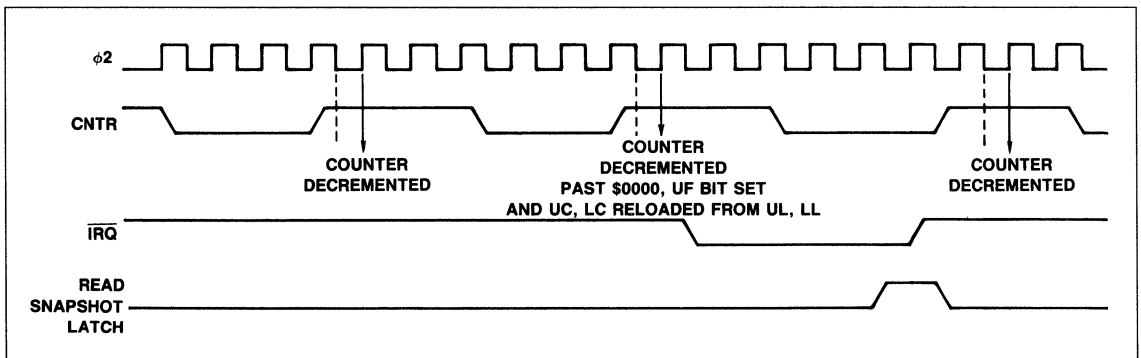 ϕ2
CNTR
COUNTER
DECREMENTED
COUNTER
DECREMENTED
PAST $0000, UF BIT SET
AND UC, LC RELOADED FROM UL, LL
COUNTER
DECREMENTED
IRQ
READ
SNAPSHOT
LATCH